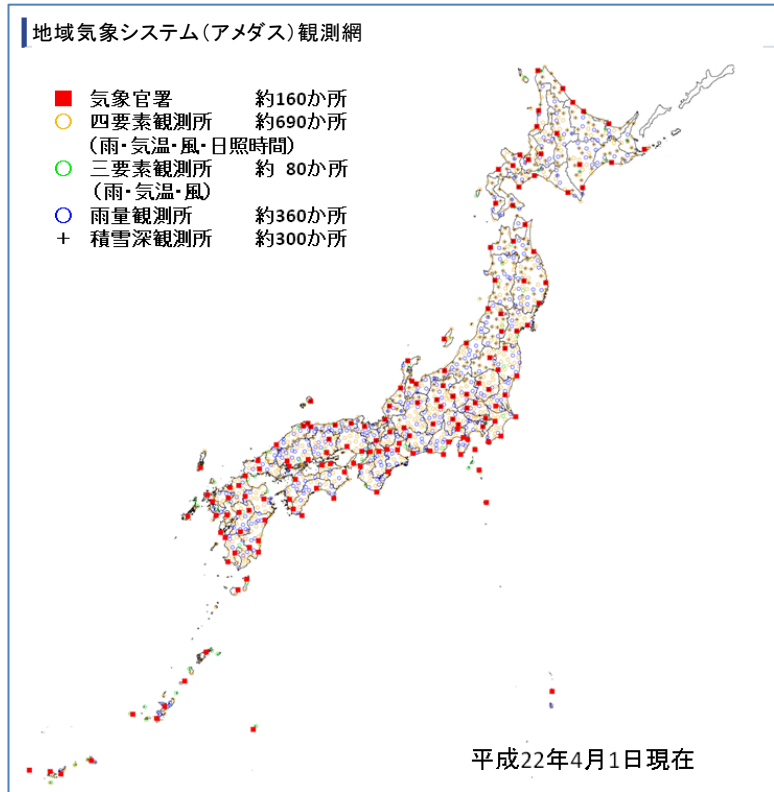 地域気象システム(アメダス)観測網
気象官署 約160か所
四要素観測所 約690か所
(雨・気温・風・日照時間)
三要素観測所 約 80か所
(雨・気温・風)
雨量観測所 約360か所
積雪深観測所 約300か所
平成22年4月1日現在